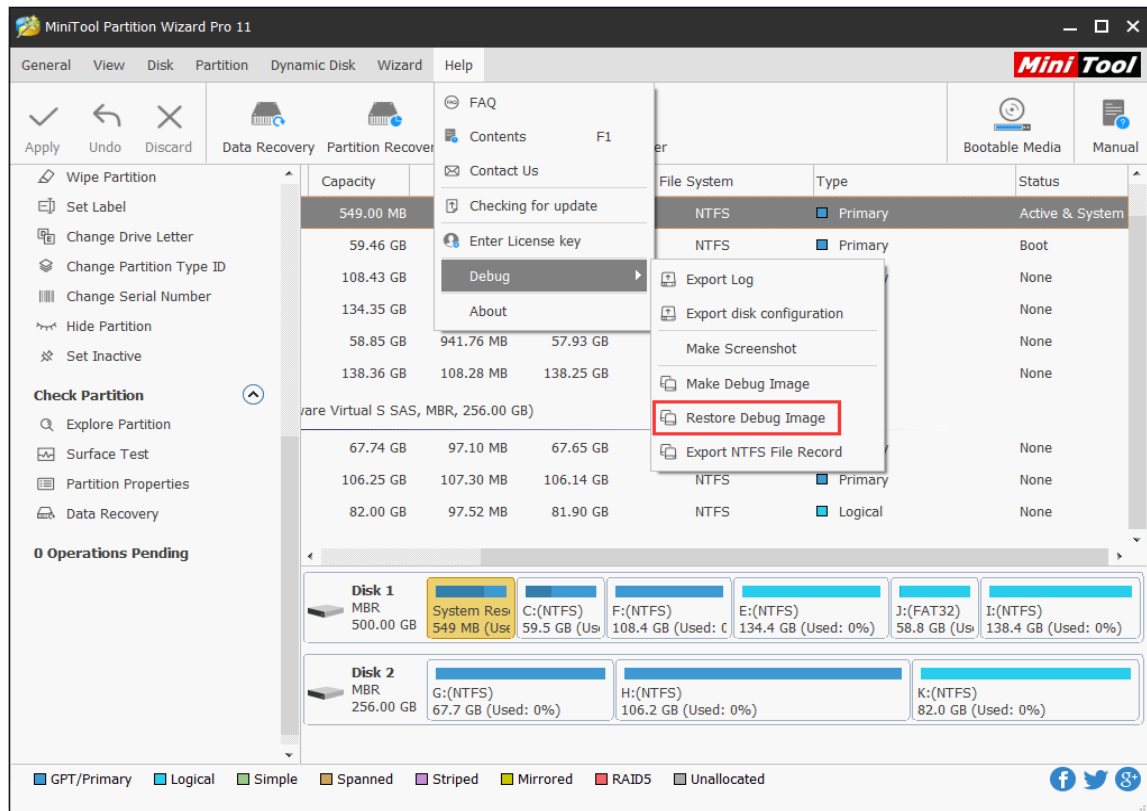 MiniTool Partition Wizard Pro 11
General View Disk Partition Dynamic Disk Wizard Help
Mini Tool
Apply Undo Discard Data Recovery Partition Recover
Bootable Media Manual
FAQ
Contents F1
Contact Us
Checking for update
Enter License key
Debug
About
Export Log
Export disk configuration
Make Screenshot
Make Debug Image
Restore Debug Image
Export NTFS File Record
Wipe Partition
Set Label
Change Drive Letter
Change Partition Type ID
Change Serial Number
Hide Partition
Set Inactive
Check Partition
Explore Partition
Surface Test
Partition Properties
Data Recovery
0 Operations Pending
Capacity File System Type Status
549.00 MB NTFS Primary Active & System
59.46 GB NTFS Primary Boot
108.43 GB None
134.35 GB None
58.85 GB 941.76 MB 57.93 GB None
138.36 GB 108.28 MB 138.25 GB None
ware Virtual S SAS, MBR, 256.00 GB)
67.74 GB 97.10 MB 67.65 GB None
106.25 GB 107.30 MB 106.14 GB NTFS Primary None
82.00 GB 97.52 MB 81.90 GB NTFS Logical None
Disk 1
MBR
500.00 GB
System Res
549 MB (Use
C:(NTFS)
59.5 GB (Us
F:(NTFS)
108.4 GB (Used: 0
E:(NTFS)
134.4 GB (Used: 0%)
J:(FAT32)
58.8 GB (Us
I:(NTFS)
138.4 GB (Used: 0%)
Disk 2
MBR
256.00 GB
G:(NTFS)
67.7 GB (Used: 0%)
H:(NTFS)
106.2 GB (Used: 0%)
K:(NTFS)
82.0 GB (Used: 0%)
GPT/Primary Logical Simple Spanned Striped Mirrored RAID5 Unallocated